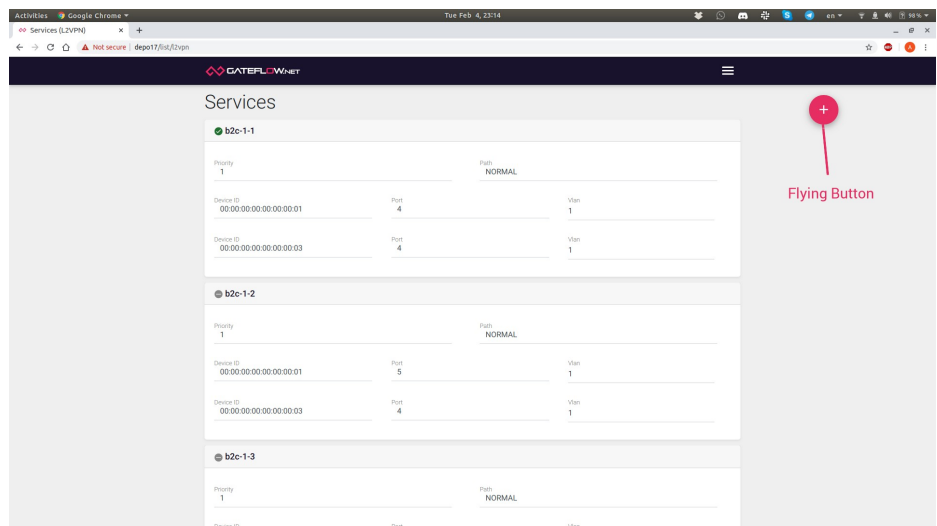 Activities Google Chrome Tue Feb 4, 23:14 en 98%
Services (L2VPN) × +
Not secure depo17/list/l2vpn
GATEFLOW.NET
Services
+
b2c-1-1
Priority Path
1 NORMAL
Device ID Port Vlan
00:00:00:00:00:00:00:01 4 1
Device ID Port Vlan
00:00:00:00:00:00:00:03 4 1
Flying Button
b2c-1-2
Priority Path
1 NORMAL
Device ID Port Vlan
00:00:00:00:00:00:00:01 5 1
Device ID Port Vlan
00:00:00:00:00:00:00:03 4 1
b2c-1-3
Priority Path
1 NORMAL
Device ID Port Vlan